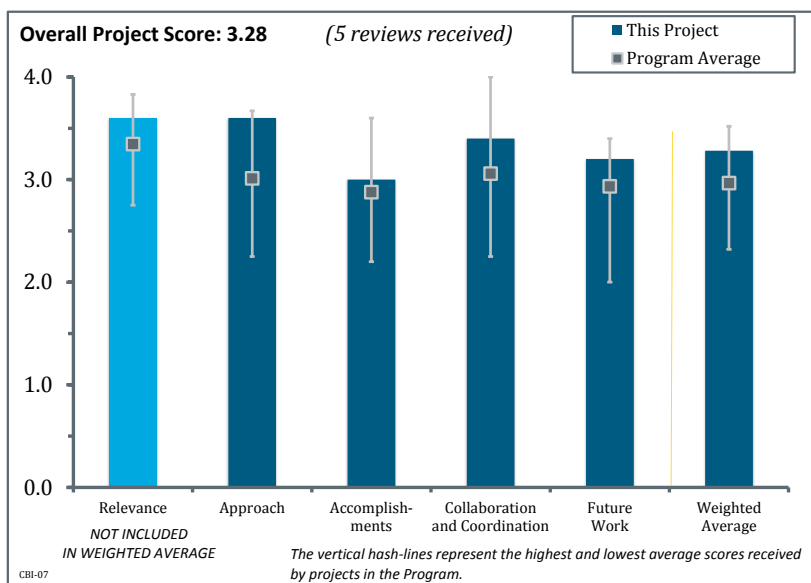 Overall Project Score: 3.28 (5 reviews received)
This Project
Program Average
4.0
3.0
2.0
1.0
0.0
Relevance
Approach
Accomplish-
ments
Collaboration
and Coordination
Future
Work
Weighted
Average
NOT INCLUDED
IN WEIGHTED AVERAGE
The vertical hash-lines represent the highest and lowest average scores received
by projects in the Program.
CBI-07